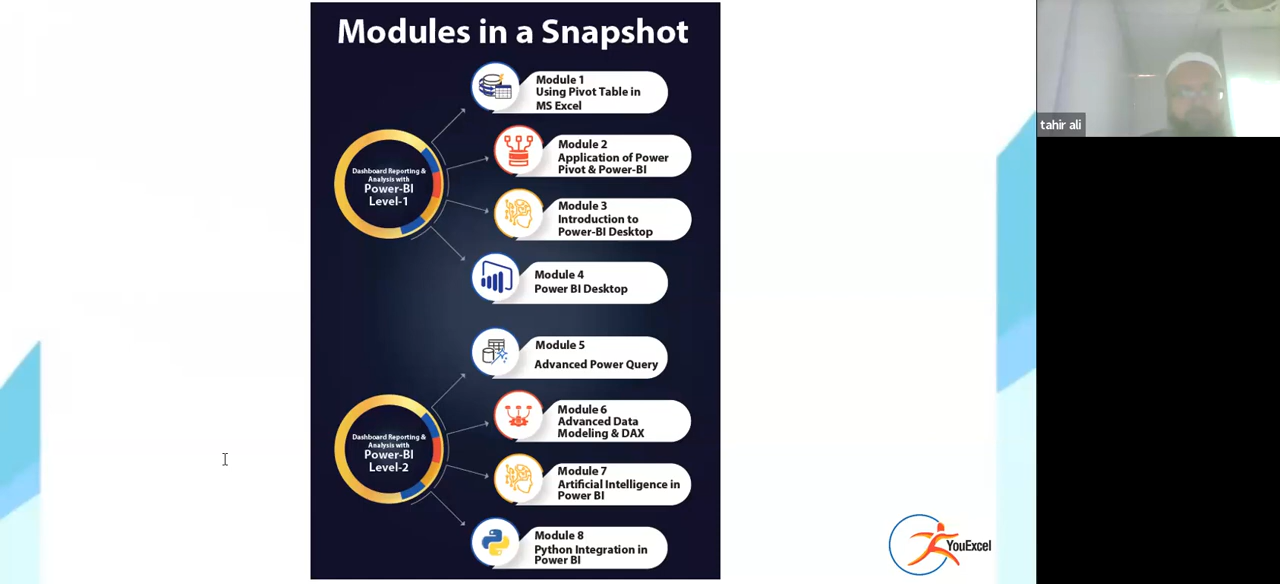 Modules in a Snapshot
Module 1
Using Pivot Table in
MS Excel
Module 2
Application of Power
Pivot & Power-BI
Dashboard Reporting &
Analysis with
Power-BI
Level-1
Module 3
Introduction to
Power-BI Desktop
Module 4
Power BI Desktop
Module 5
Advanced Power Query
Module 6
Advanced Data
Modeling & DAX
Dashboard Reporting &
Analysis with
Power-BI
Level-2
Module 7
Artificial Intelligence in
Power BI
Module 8
Python Integration in
Power BI
YouExcel
tahir ali